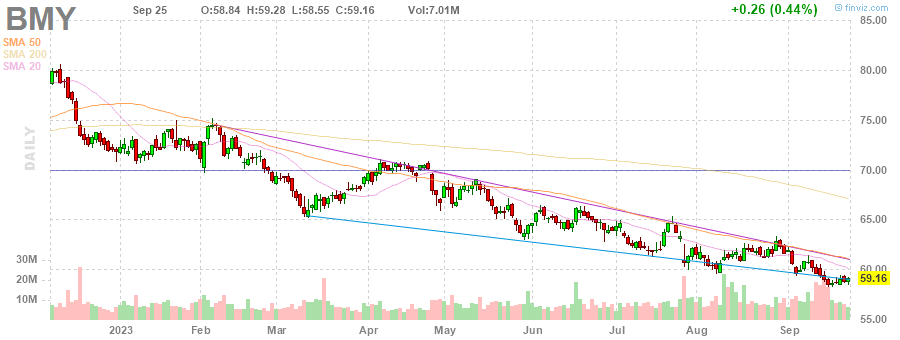 BMY Sep 25 O:58.84 H:59.28 L:58.55 C:59.16 Vol:7.01M +0.26 (0.44%) finviz.com
SMA 50
SMA 200
SMA 20
DAILY
85.00
80.00
75.00
70.00
65.00
60.00
59.16
55.00
30M
20M
10M
2023 Feb Mar Apr May Jun Jul Aug Sep